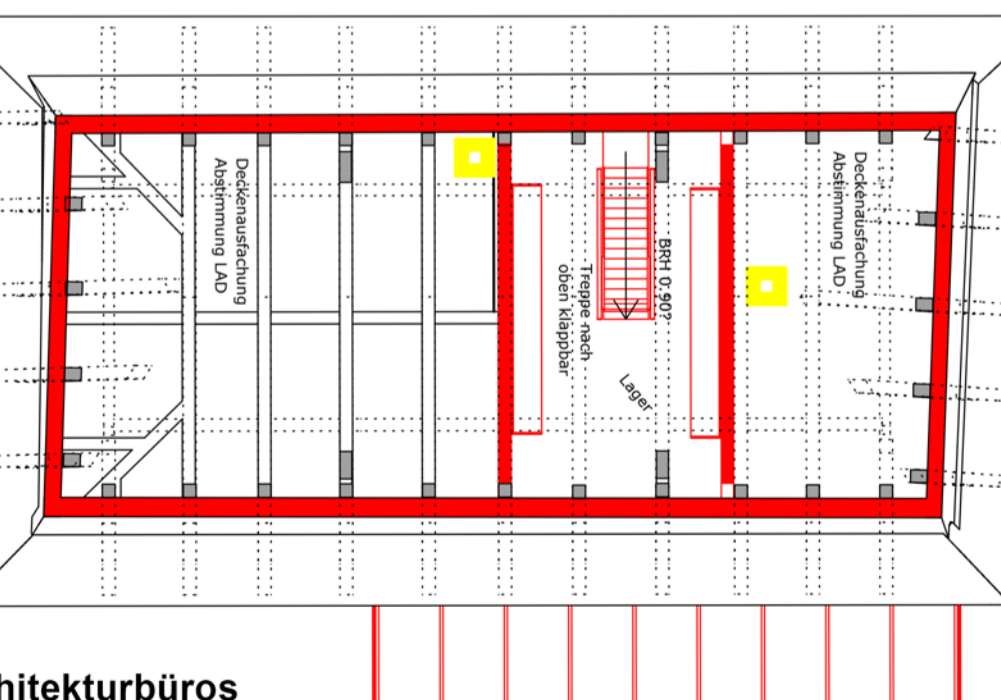 Deckenausfachung
Abstimmung LAD
BRH 0.90?
Treppe nach
oben klappbar
Lager
Deckenausfachung
Abstimmung LAD
hitekturbüros